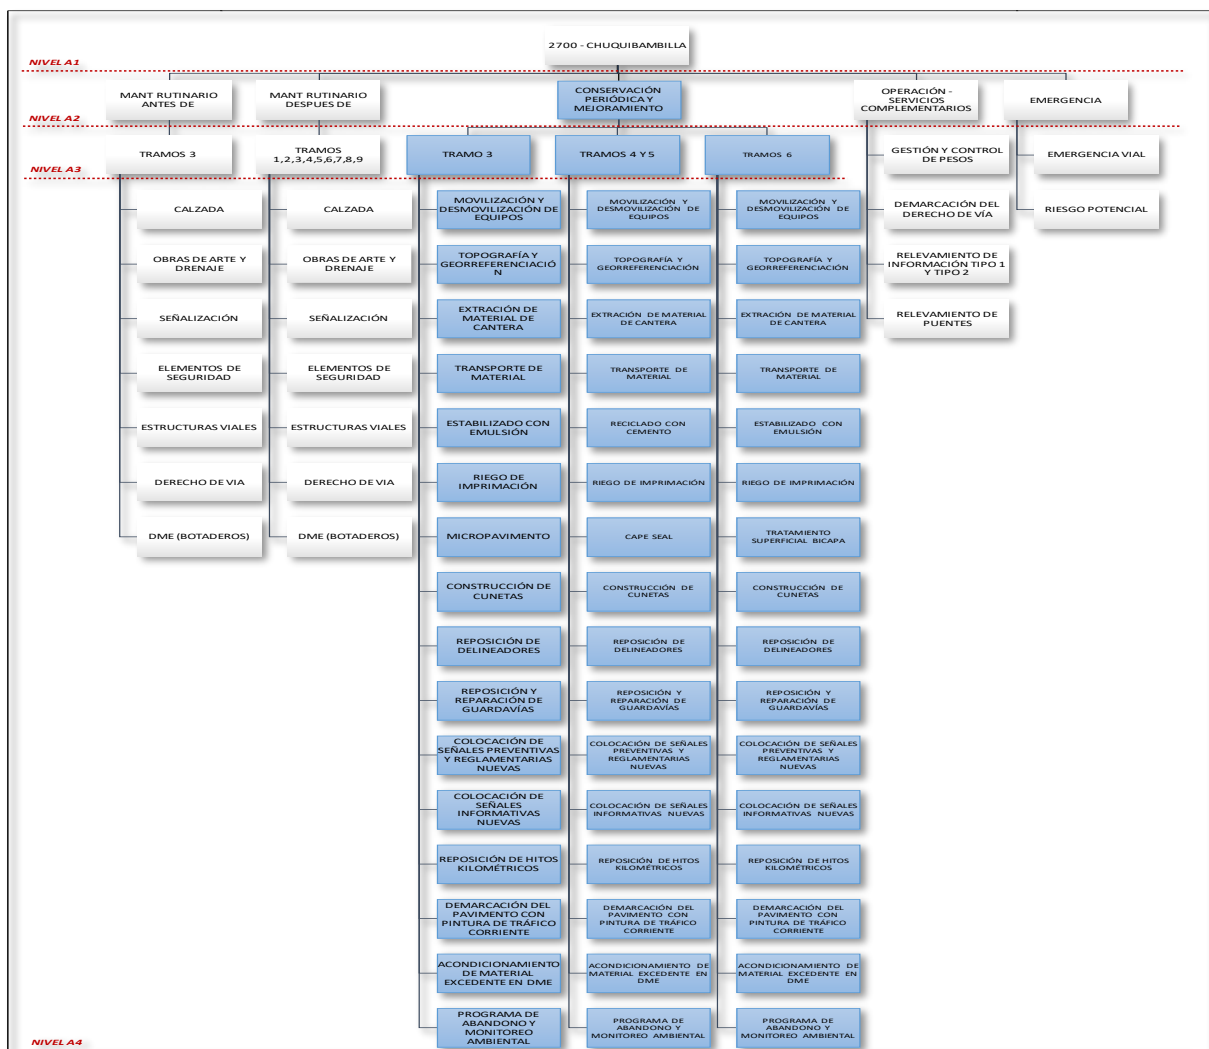 2700 - CHUQUIBAMBILLA
NIVEL A1
MANT RUTINARIO
ANTES DE
MANT RUTINARIO
DESPUES DE
CONSERVACIÓN
PERIÓDICA Y
MEJORAMIENTO
OPERACIÓN -
SERVICIOS
COMPLEMENTARIOS
EMERGENCIA
NIVEL A2
TRAMOS 3
TRAMOS
1,2,3,4,5,6,7,8,9
TRAMO 3
TRAMOS 4 Y 5
TRAMOS 6
GESTIÓN Y CONTROL
DE PESOS
EMERGENCIA VIAL
NIVEL A3
CALZADA
CALZADA
MOVILIZACIÓN Y
DESMOVILIZACIÓN DE
EQUIPOS
MOVILIZACIÓN Y
DESMOVILIZACIÓN DE
EQUIPOS
MOVILIZACIÓN Y
DESMOVILIZACIÓN DE
EQUIPOS
DEMARCACIÓN DEL
DERECHO DE VÍA
RIESGO POTENCIAL
OBRAS DE ARTE Y
DRENAJE
OBRAS DE ARTE Y
DRENAJE
TOPOGRAFÍA Y
GEORREFERENCIACIÓ
N
TOPOGRAFÍA Y
GEORREFERENCIACIÓN
TOPOGRAFÍA Y
GEORREFERENCIACIÓN
RELEVAMIENTO DE
INFORMACIÓN TIPO 1
Y TIPO 2
SEÑALIZACIÓN
SEÑALIZACIÓN
EXTRACIÓN DE
MATERIAL DE
CANTERA
EXTRACIÓN DE MATERIAL
DE CANTERA
EXTRACIÓN DE MATERIAL
DE CANTERA
RELEVAMIENTO DE
PUENTES
ELEMENTOS DE
SEGURIDAD
ELEMENTOS DE
SEGURIDAD
TRANSPORTE DE
MATERIAL
TRANSPORTE DE
MATERIAL
TRANSPORTE DE
MATERIAL
ESTRUCTURAS VIALES
ESTRUCTURAS VIALES
ESTABILIZADO CON
EMULSIÓN
RECICLADO CON
CEMENTO
ESTABILIZADO CON
EMULSIÓN
DERECHO DE VIA
DERECHO DE VIA
RIEGO DE
IMPRIMACIÓN
RIEGO DE IMPRIMACIÓN
RIEGO DE IMPRIMACIÓN
DME (BOTADEROS)
DME (BOTADEROS)
MICROPAVIMENTO
CAPE SEAL
TRATAMIENTO
SUPERFICIAL BICAPA
CONSTRUCCIÓN DE
CUNETAS
CONSTRUCCIÓN DE
CUNETAS
CONSTRUCCIÓN DE
CUNETAS
REPOSICIÓN DE
DELINEADORES
REPOSICIÓN DE
DELINEADORES
REPOSICIÓN DE
DELINEADORES
REPOSICIÓN Y
REPARACIÓN DE
GUARDAVÍAS
REPOSICIÓN Y
REPARACIÓN DE
GUARDAVÍAS
REPOSICIÓN Y
REPARACIÓN DE
GUARDAVÍAS
COLOCACIÓN DE
SEÑALES PREVENTIVAS
Y REGLAMENTARIAS
NUEVAS
COLOCACIÓN DE SEÑALES
PREVENTIVAS Y
REGLAMENTARIAS
NUEVAS
COLOCACIÓN DE SEÑALES
PREVENTIVAS Y
REGLAMENTARIAS
NUEVAS
COLOCACIÓN DE
SEÑALES
INFORMATIVAS
NUEVAS
COLOCACIÓN DE SEÑALES
INFORMATIVAS NUEVAS
COLOCACIÓN DE SEÑALES
INFORMATIVAS NUEVAS
REPOSICIÓN DE HITOS
KILOMÉTRICOS
REPOSICIÓN DE HITOS
KILOMÉTRICOS
REPOSICIÓN DE HITOS
KILOMÉTRICOS
DEMARCACIÓN DEL
PAVIMENTO CON
PINTURA DE TRÁFICO
CORRIENTE
DEMARCACIÓN DEL
PAVIMENTO CON
PINTURA DE TRÁFICO
CORRIENTE
DEMARCACIÓN DEL
PAVIMENTO CON
PINTURA DE TRÁFICO
CORRIENTE
ACONDICIONAMIENTO
DE MATERIAL
EXCEDENTE EN DME
ACONDICIONAMIENTO DE
MATERIAL EXCEDENTE EN
DME
ACONDICIONAMIENTO DE
MATERIAL EXCEDENTE EN
DME
PROGRAMA DE
ABANDONO Y
MONITOREO
AMBIENTAL
PROGRAMA DE
ABANDONO Y
MONITOREO AMBIENTAL
PROGRAMA DE
ABANDONO Y
MONITOREO AMBIENTAL
NIVEL A4